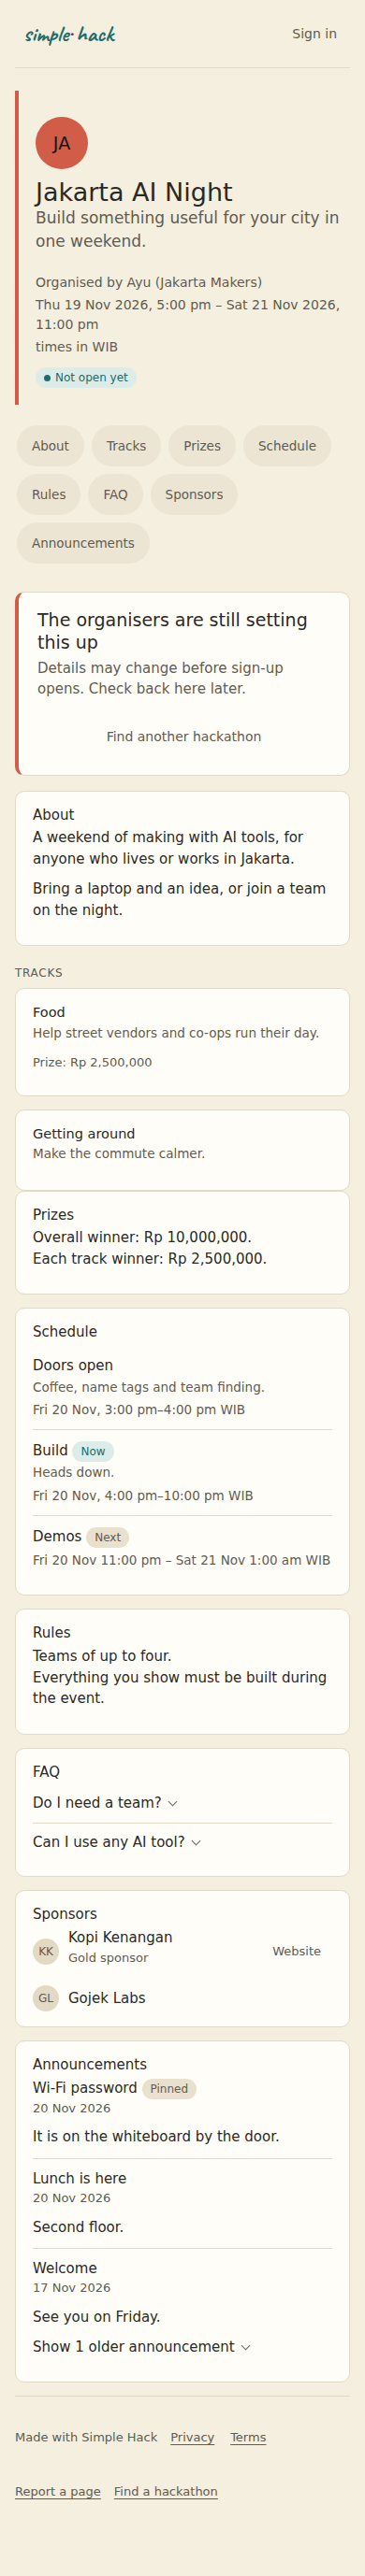 simple·hack
Sign in
JA
Jakarta AI Night
Build something useful for your city in
one weekend.
Organised by Ayu (Jakarta Makers)
Thu 19 Nov 2026, 5:00 pm – Sat 21 Nov 2026,
11:00 pm
times in WIB
Not open yet
About
Tracks
Prizes
Schedule
Rules
FAQ
Sponsors
Announcements
The organisers are still setting
this up
Details may change before sign-up
opens. Check back here later.
Find another hackathon
About
A weekend of making with AI tools, for
anyone who lives or works in Jakarta.
Bring a laptop and an idea, or join a team
on the night.
TRACKS
Food
Help street vendors and co-ops run their day.
Prize: Rp 2,500,000
Getting around
Make the commute calmer.
Prizes
Overall winner: Rp 10,000,000.
Each track winner: Rp 2,500,000.
Schedule
Doors open
Coffee, name tags and team finding.
Fri 20 Nov, 3:00 pm–4:00 pm WIB
Build Now
Heads down.
Fri 20 Nov, 4:00 pm–10:00 pm WIB
Demos Next
Fri 20 Nov 11:00 pm – Sat 21 Nov 1:00 am WIB
Rules
Teams of up to four.
Everything you show must be built during
the event.
FAQ
Do I need a team?
Can I use any AI tool?
Sponsors
KK
Kopi Kenangan
Gold sponsor
Website
GL
Gojek Labs
Announcements
Wi-Fi password Pinned
20 Nov 2026
It is on the whiteboard by the door.
Lunch is here
20 Nov 2026
Second floor.
Welcome
17 Nov 2026
See you on Friday.
Show 1 older announcement
Made with Simple Hack Privacy Terms
Report a page Find a hackathon